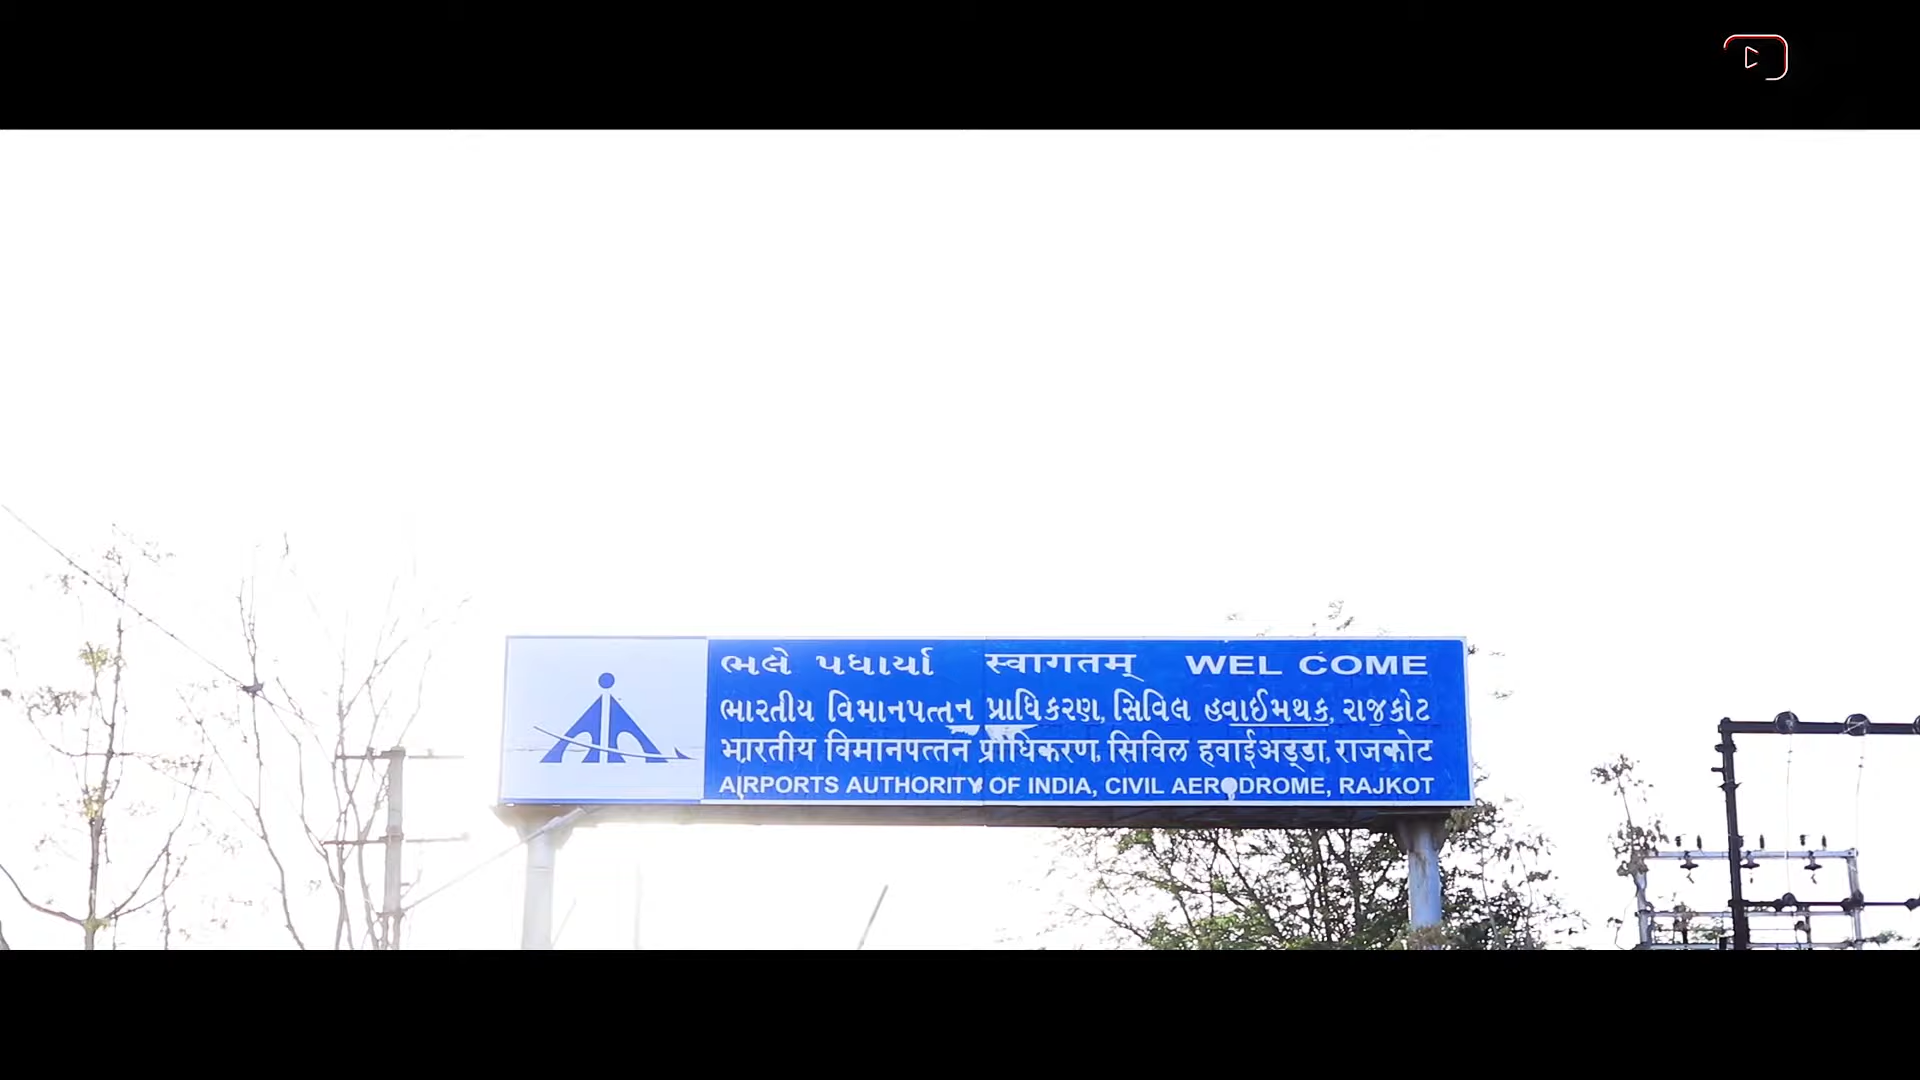 ભલે પધાર્યા स्वागतम् WEL COME
ભારતીય વિમાનપત્તન પ્રાધિકરણ, સિવિલ હવાઈમથક, રાજકોટ
भारतीय विमानपत्तन प्राधिकरण, सिविल हवाईअड्डा, राजकोट
AIRPORTS AUTHORITY OF INDIA, CIVIL AERODROME, RAJKOT